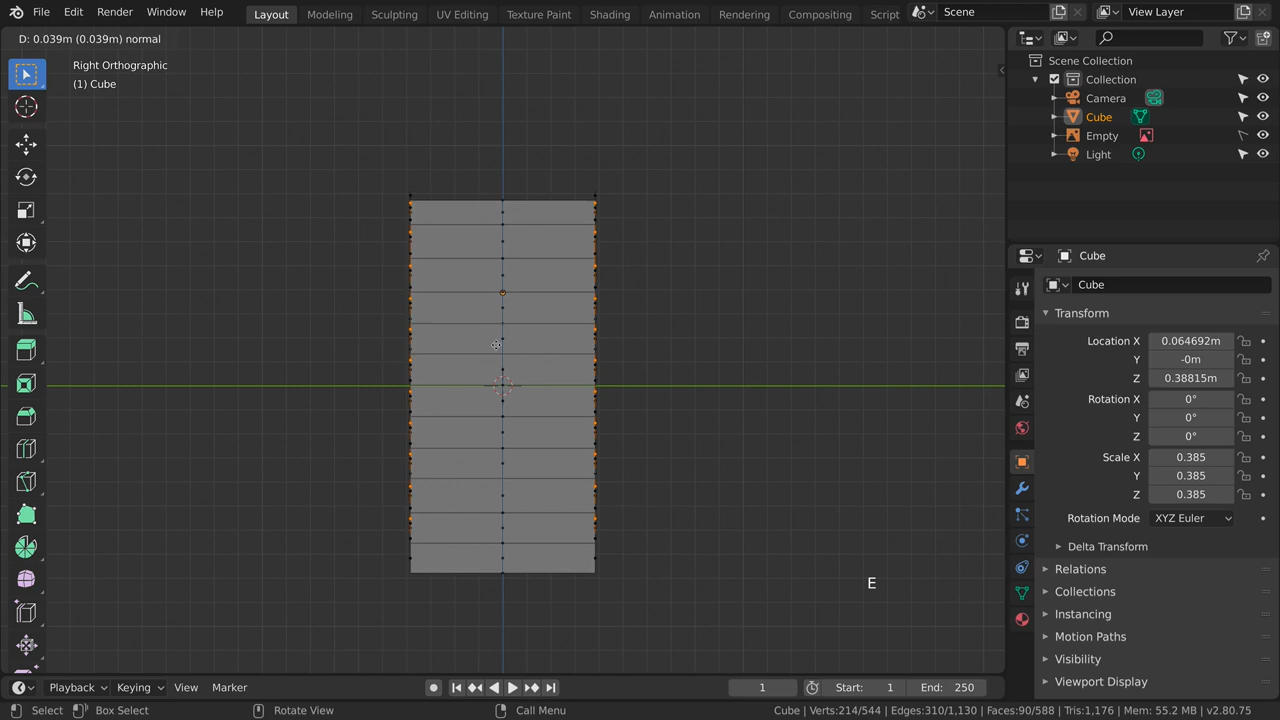 File Edit Render Window Help Layout Modeling Sculpting UV Editing Texture Paint Shading Animation Rendering Compositing Script Scene View Layer
D: 0.039m (0.039m) normal
Right Orthographic
(1) Cube
Scene Collection
Collection
Camera
Cube
Empty
Light
Cube
Cube
Transform
Location X 0.064692m
Y -0m
Z 0.38815m
Rotation X 0°
Y 0°
Z 0°
Scale X 0.385
Y 0.385
Z 0.385
Rotation Mode XYZ Euler
Delta Transform
Relations
Collections
Instancing
Motion Paths
Visibility
Viewport Display
E
Playback Keying View Marker 1 Start: 1 End: 250
Select Box Select Rotate View Call Menu Cube | Verts:214/544 | Edges:310/1,130 | Faces:90/588 | Tris:1,176 | Mem: 55.2 MB | v2.80.75